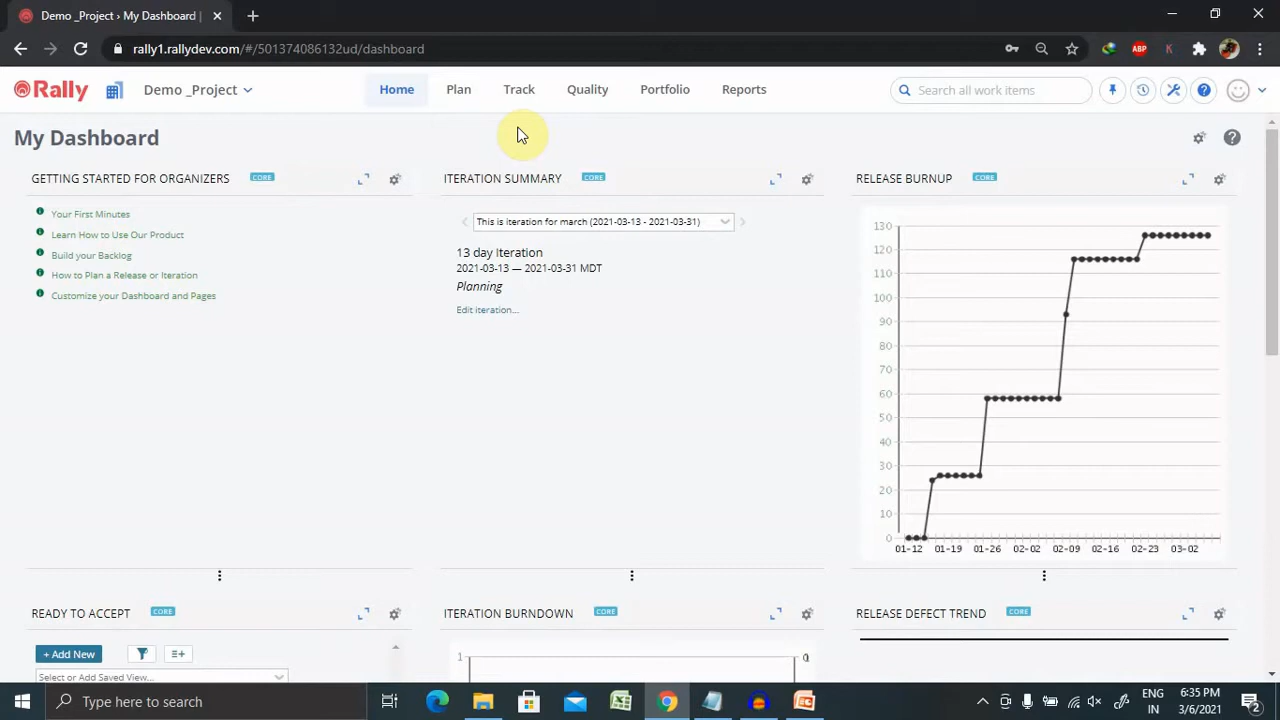 Demo _Project › My Dashboard |
rally1.rallydev.com/#/501374086132ud/dashboard
ABP
Rally
Demo _Project
Home
Plan
Track
Quality
Portfolio
Reports
Search all work items
My Dashboard
GETTING STARTED FOR ORGANIZERS CORE
Your First Minutes
Learn How to Use Our Product
Build your Backlog
How to Plan a Release or Iteration
Customize your Dashboard and Pages
ITERATION SUMMARY CORE
This is iteration for march (2021-03-13 - 2021-03-31)
13 day Iteration
2021-03-13 — 2021-03-31 MDT
Planning
Edit iteration...
RELEASE BURNUP CORE
130
120
110
100
90
80
70
60
50
40
30
20
10
0
01-12 01-19 01-26 02-02 02-09 02-16 02-23 03-02
READY TO ACCEPT CORE
+ Add New
Select or Add Saved View...
ITERATION BURNDOWN CORE
1
0
RELEASE DEFECT TREND CORE
Type here to search
ENG
IN
6:35 PM
3/6/2021
2